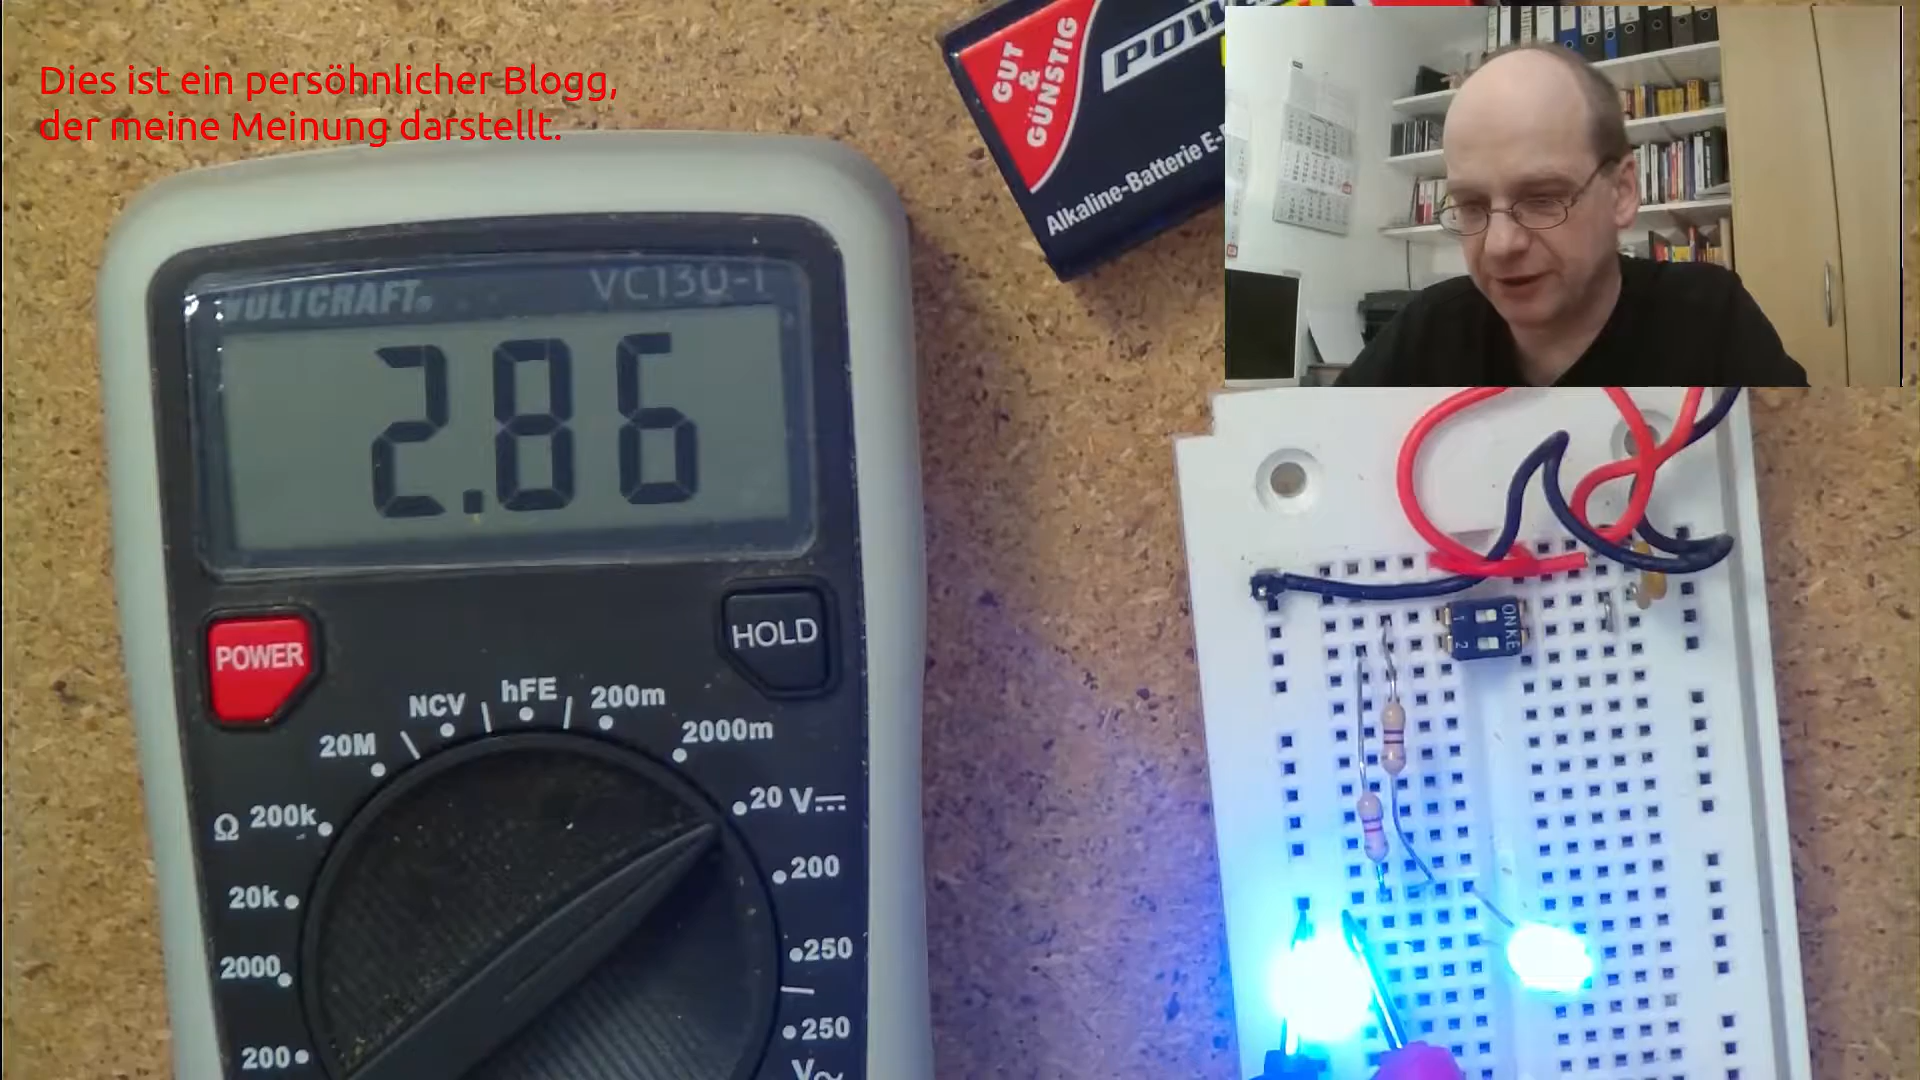 Dies ist ein persöhnlicher Blogg,
der meine Meinung darstellt.
GUT
&
GÜNSTIG
Alkaline-Batterie E-
VOLTCRAFT®
VC130-1
2.86
POWER
HOLD
NCV
hFE
200m
2000m
20M
20 V
Ω 200k
200
20k
250
2000
250
200
V~
ON KE
1
2